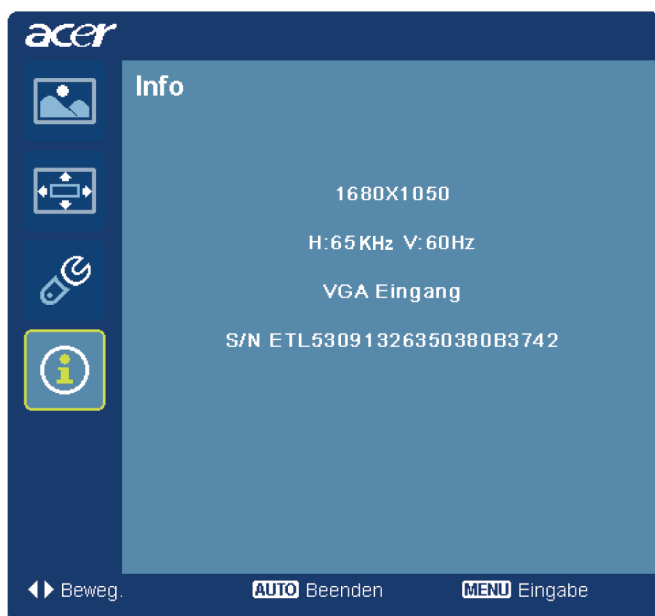 acer
Info
1680X1050
H:65KHz V:60Hz
VGA Eingang
S/N ETL53091326350380B3742
Beweg. AUTO Beenden MENU Eingabe